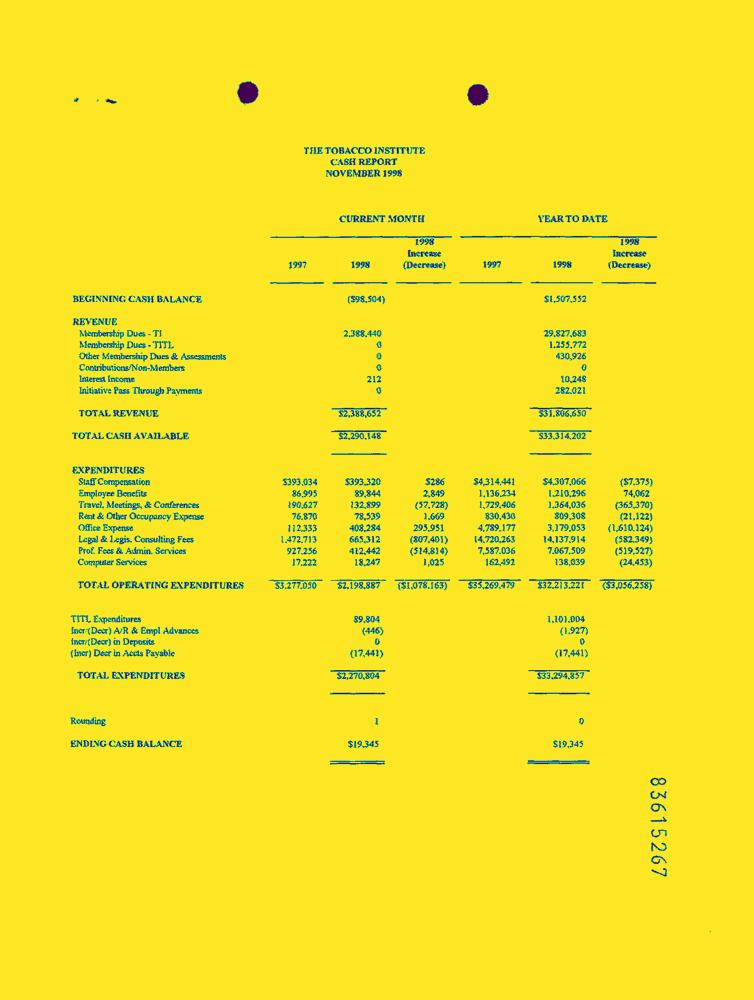 THE TOBACCO INSTITUTE
CASH REPORT
NOVEMBER 1998
CURRENT MONTH YEAR TO DATE
1998 1998
Increase Increase
1997 1998 (Decrease) 1997 1998 (Decrease)
BEGINNING CASH BALANCE ($98,504) $1,507,552
REVENUE
Membership Dues - TI 2,388,440 29,827,683
Membership Dues - TITL 0 1,255,772
Other Membership Dues & Assessments 0 430,926
Contributions/Non-Members 0 0
Interest Income 212 10,248
Initiative Pass Through Payments 0 282,021
TOTAL REVENUE $2,388,652 $31,806,650
TOTAL CASH AVAILABLE $2,290,148 $33,314,202
EXPENDITURES
Staff Compensation $393,034 $393,320 $286 $4,314,441 $4,307,066 ($7,375)
Employee Benefits 86,995 89,844 2,849 1,136,234 1,210,296 74,062
Travel, Meetings, & Conferences 190,627 132,899 (57,728) 1,729,406 1,364,036 (365,370)
Rent & Other Occupancy Expense 76,870 78,539 1,669 830,430 809,308 (21,122)
Office Expense 112,333 408,284 295,951 4,789,177 3,179,053 (1,610,124)
Legal & Legis. Consulting Fees 1,472,713 665,312 (807,401) 14,720,263 14,137,914 (582,349)
Prof. Fees & Admin. Services 927,256 412,442 (514,814) 7,587,036 7,067,509 (519,527)
Computer Services 17,222 18,247 1,025 162,492 138,039 (24,453)
TOTAL OPERATING EXPENDITURES $3,277,050 $2,198,887 ($1,078,163) $35,269,479 $32,213,221 ($3,056,258)
TITL Expenditures 89,804 1,101,004
Incr/(Decr) A/R & Empl Advances (446) (1,927)
Incr/(Decr) in Deposits 0 0
(Incr) Decr in Accts Payable (17,441) (17,441)
TOTAL EXPENDITURES $2,270,804 $33,294,857
Rounding 1 0
ENDING CASH BALANCE $19,345 $19,345
83615267